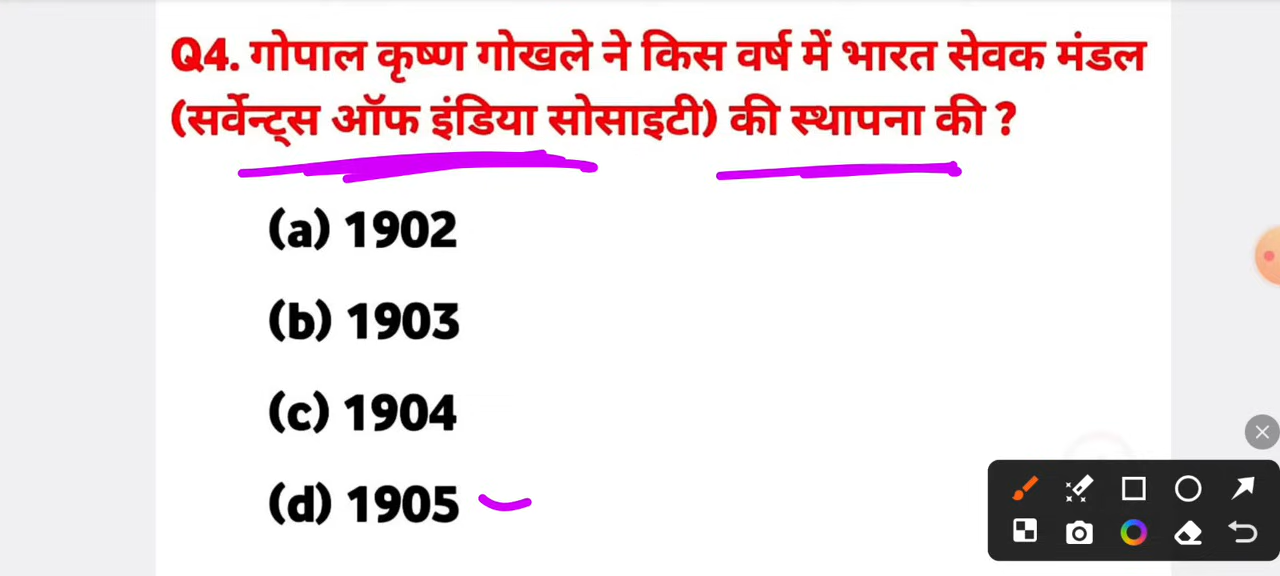 Q4. गोपाल कृष्ण गोखले ने किस वर्ष में भारत सेवक मंडल
(सर्वेन्ट्स ऑफ इंडिया सोसाइटी) की स्थापना की ?
(a) 1902
(b) 1903
(c) 1904
(d) 1905